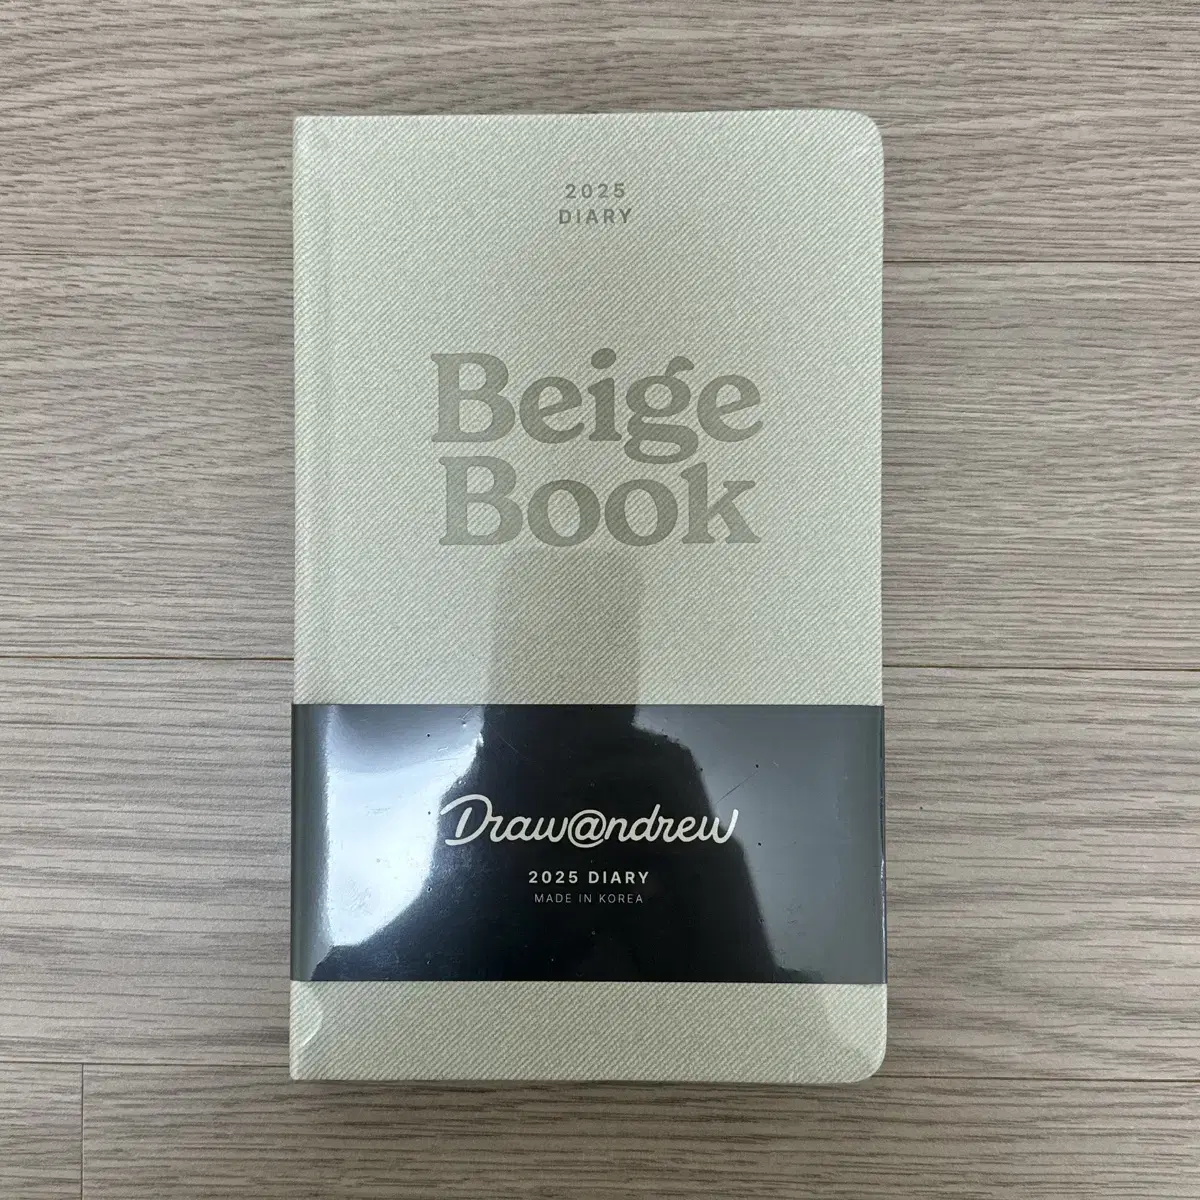 2025
DIARY
Beige
Book
Draw@ndrew
2025 DIARY
MADE IN KOREA